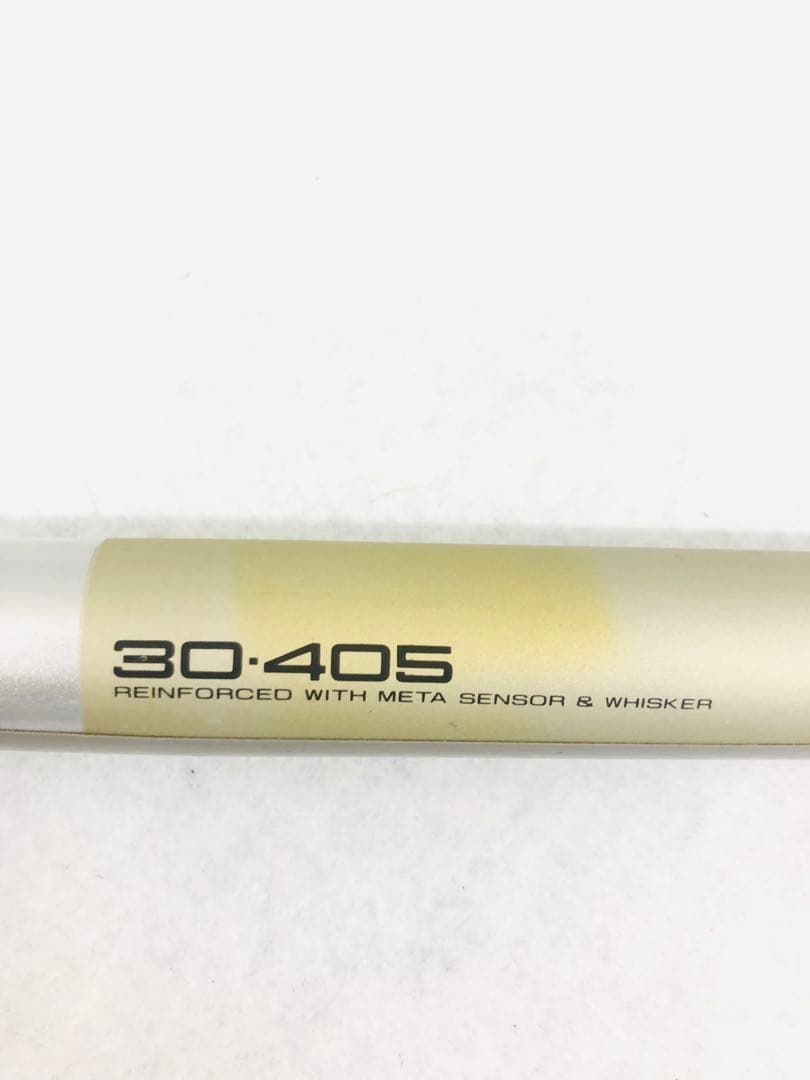 30·405
REINFORCED WITH META SENSOR & WHISKER